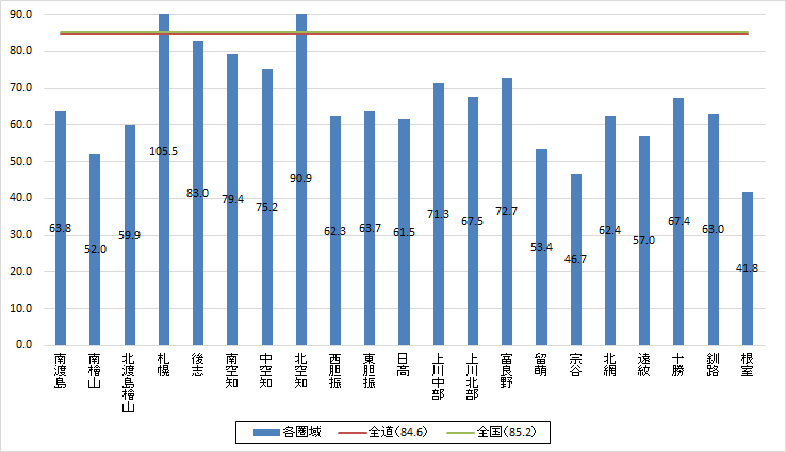 90.0
80.0
70.0
60.0
50.0
40.0
30.0
20.0
10.0
0.0
63.8
52.0
59.9
105.5
83.0
79.4
75.2
90.9
62.3
63.7
61.5
71.3
67.5
72.7
53.4
46.7
62.4
57.0
67.4
63.0
41.8
南渡島
南檜山
北渡島檜山
札幌
後志
南空知
中空知
北空知
西胆振
東胆振
日高
上川中部
上川北部
富良野
留萌
宗谷
北網
遠紋
十勝
釧路
根室
各圏域
全道(84.6)
全国(85.2)